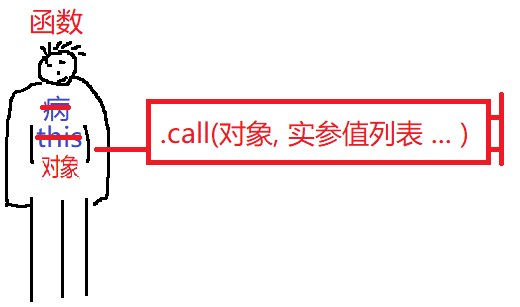 函数
病
this
对象
.call(对象, 实参值列表 ... )